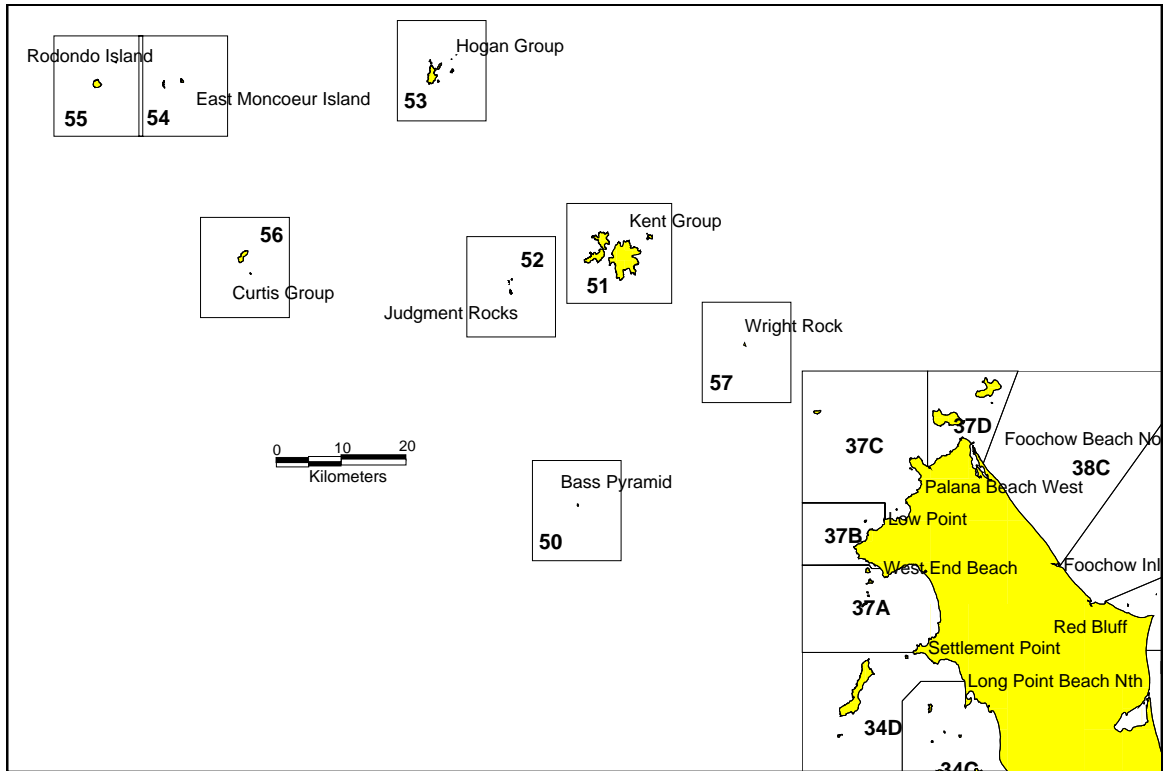 Rodondo Island
55
54
East Moncoeur Island
Hogan Group
53
56
Curtis Group
52
Judgment Rocks
Kent Group
51
Wright Rock
57
0 10 20
Kilometers
Bass Pyramid
50
37D
37C
Foochow Beach No
38C
Palana Beach West
Low Point
37B
West End Beach
Foochow Inl
37A
Red Bluff
Settlement Point
Long Point Beach Nth
34D
34C